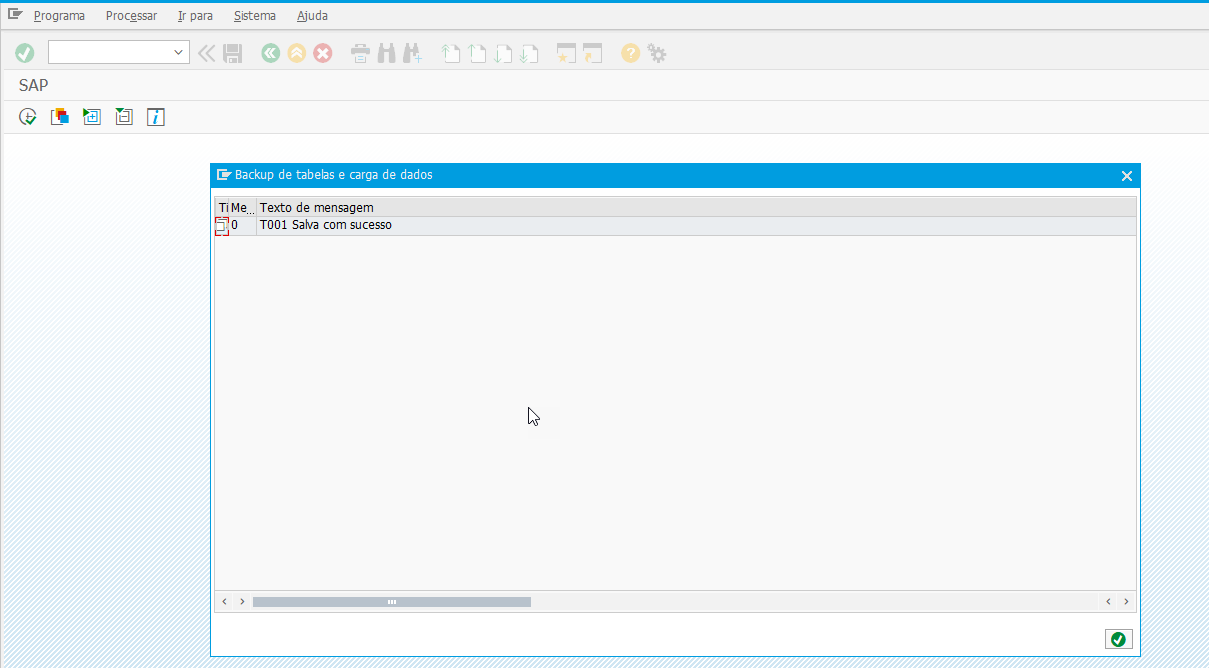 Programa Processar Ir para Sistema Ajuda
SAP
Backup de tabelas e carga de dados
Ti Me... Texto de mensagem
0 T001 Salva com sucesso